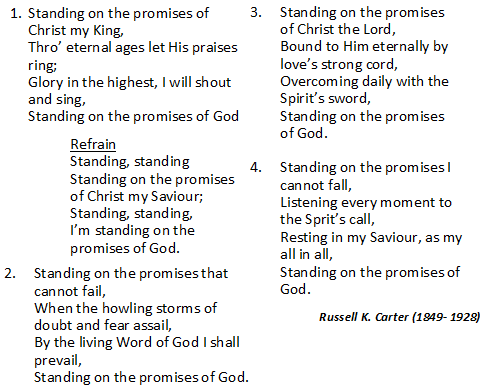 1. Standing on the promises of
Christ my King,
Thro’ eternal ages let His praises
ring;
Glory in the highest, I will shout
and sing,
Standing on the promises of God
Refrain
Standing, standing
Standing on the promises
of Christ my Saviour;
Standing, standing,
I’m standing on the
promises of God.
2. Standing on the promises that
cannot fail,
When the howling storms of
doubt and fear assail,
By the living Word of God I shall
prevail,
Standing on the promises of God.
3. Standing on the promises
of Christ the Lord,
Bound to Him eternally by
love’s strong cord,
Overcoming daily with the
Spirit’s sword,
Standing on the promises
of God.
4. Standing on the promises I
cannot fall,
Listening every moment to
the Sprit’s call,
Resting in my Saviour, as my
all in all,
Standing on the promises of
God.
Russell K. Carter (1849- 1928)